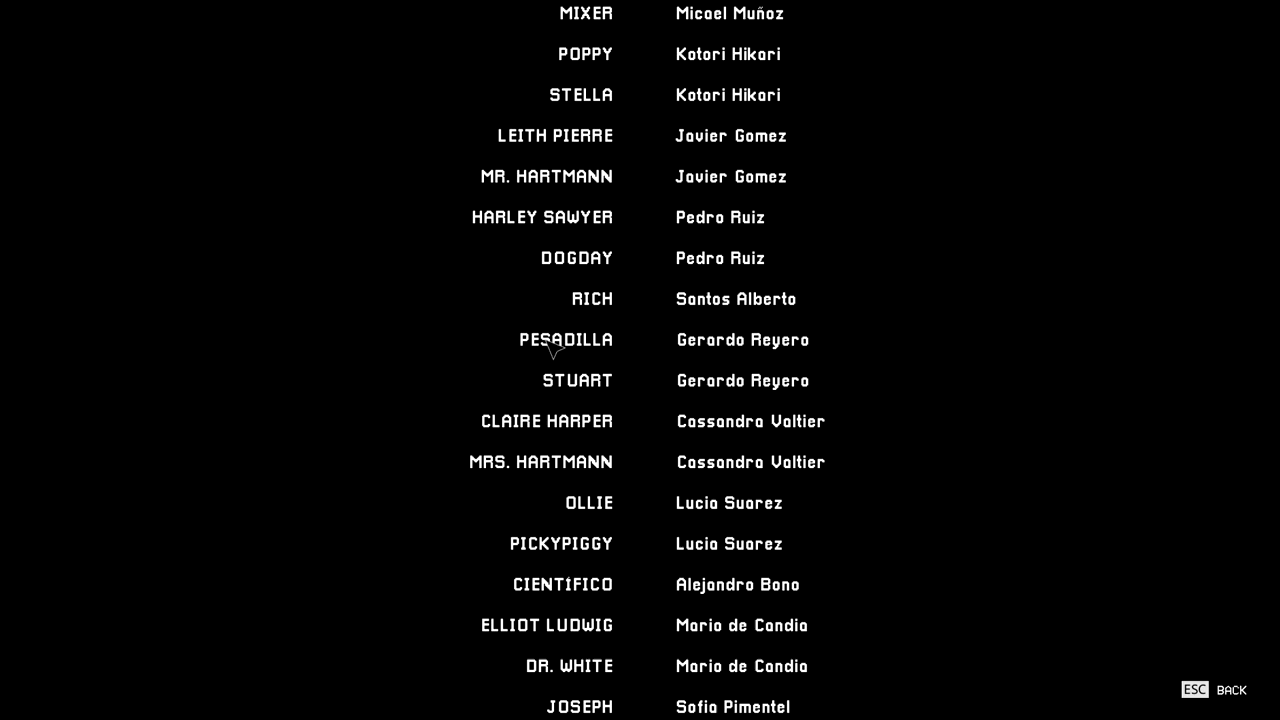 MIXER Micael Muñoz
POPPY Kotori Hikari
STELLA Kotori Hikari
LEITH PIERRE Javier Gomez
MR. HARTMANN Javier Gomez
HARLEY SAWYER Pedro Ruiz
DOGDAY Pedro Ruiz
RICH Santos Alberto
PESADILLA Gerardo Reyero
STUART Gerardo Reyero
CLAIRE HARPER Cassandra Valtier
MRS. HARTMANN Cassandra Valtier
OLLIE Lucia Suarez
PICKYPIGGY Lucia Suarez
CIENTÍFICO Alejandro Bono
ELLIOT LUDWIG Mario de Candia
DR. WHITE Mario de Candia
ESC BACK
JOSEPH Sofia Pimentel